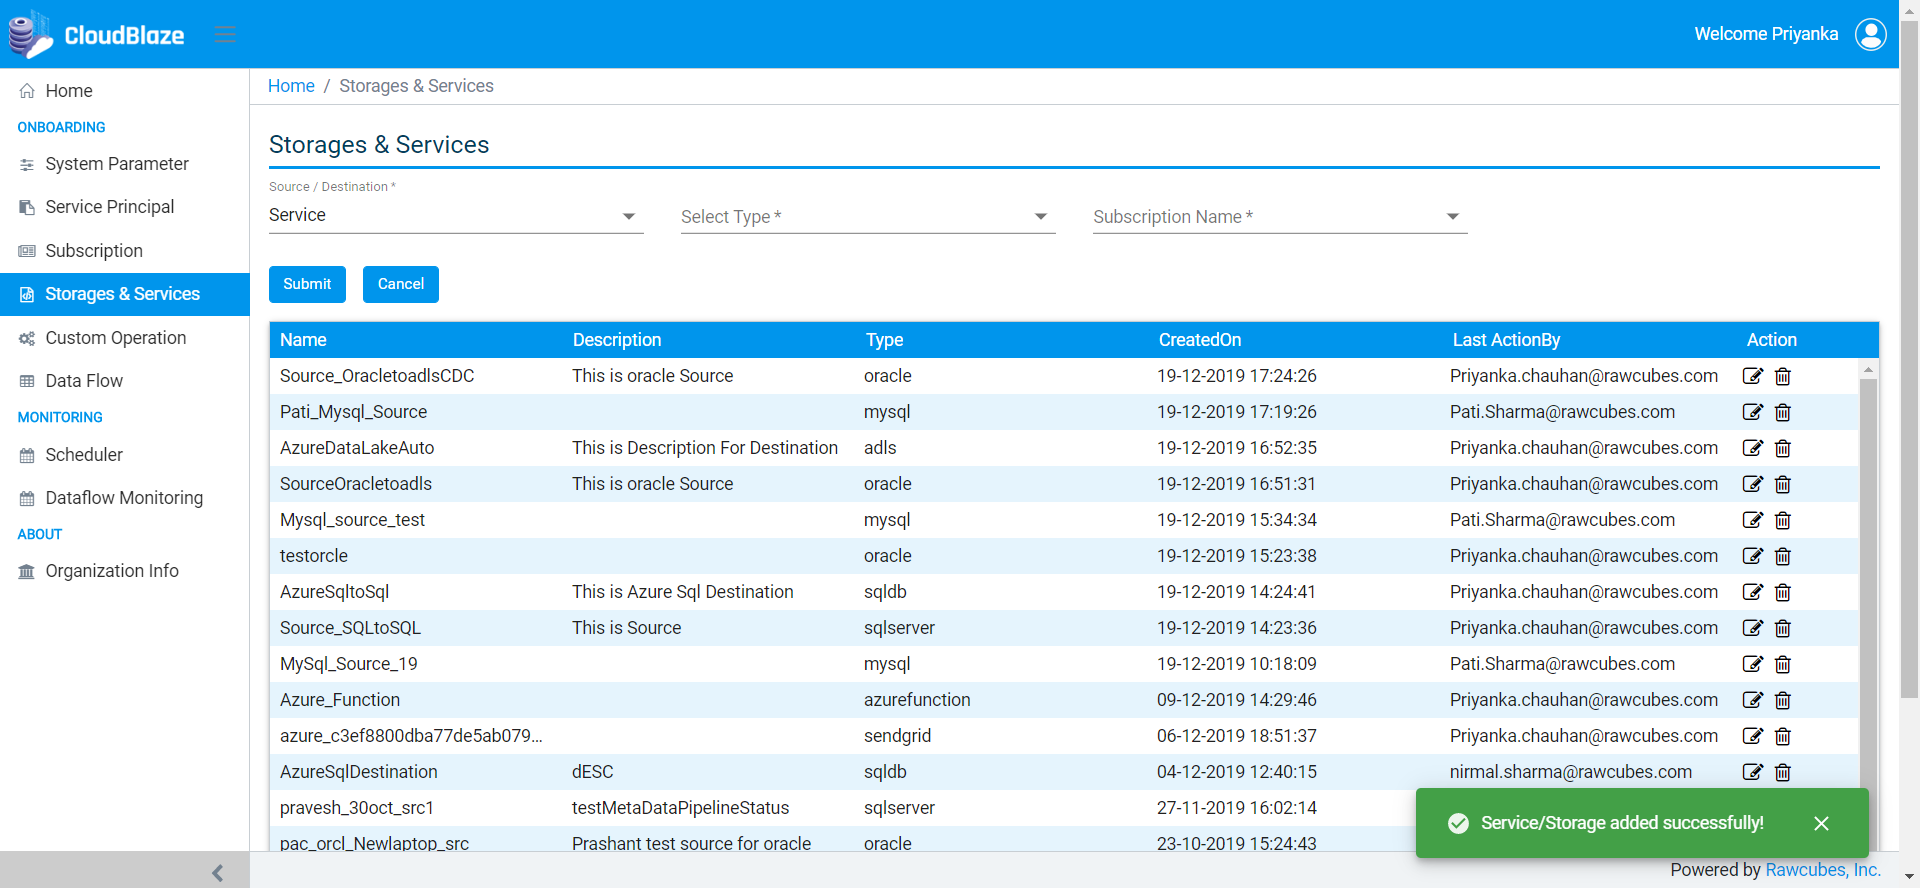 CloudBlaze
Welcome Priyanka
Home
ONBOARDING
System Parameter
Service Principal
Subscription
Storages & Services
Custom Operation
Data Flow
MONITORING
Scheduler
Dataflow Monitoring
ABOUT
Organization Info
Home / Storages & Services
Storages & Services
Source / Destination *
Service
Select Type *
Subscription Name *
Submit Cancel
Name Description Type CreatedOn Last ActionBy Action
Source_OracletoadlsCDC This is oracle Source oracle 19-12-2019 17:24:26 Priyanka.chauhan@rawcubes.com
Pati_Mysql_Source mysql 19-12-2019 17:19:26 Pati.Sharma@rawcubes.com
AzureDataLakeAuto This is Description For Destination adls 19-12-2019 16:52:35 Priyanka.chauhan@rawcubes.com
SourceOracletoadls This is oracle Source oracle 19-12-2019 16:51:31 Priyanka.chauhan@rawcubes.com
Mysql_source_test mysql 19-12-2019 15:34:34 Pati.Sharma@rawcubes.com
testorcle oracle 19-12-2019 15:23:38 Priyanka.chauhan@rawcubes.com
AzureSqltoSql This is Azure Sql Destination sqldb 19-12-2019 14:24:41 Priyanka.chauhan@rawcubes.com
Source_SQLtoSQL This is Source sqlserver 19-12-2019 14:23:36 Priyanka.chauhan@rawcubes.com
MySql_Source_19 mysql 19-12-2019 10:18:09 Pati.Sharma@rawcubes.com
Azure_Function azurefunction 09-12-2019 14:29:46 Priyanka.chauhan@rawcubes.com
azure_c3ef8800dba77de5ab079... sendgrid 06-12-2019 18:51:37 Priyanka.chauhan@rawcubes.com
AzureSqlDestination dESC sqldb 04-12-2019 12:40:15 nirmal.sharma@rawcubes.com
pravesh_30oct_src1 testMetaDataPipelineStatus sqlserver 27-11-2019 16:02:14
pac_orcl_Newlaptop_src Prashant test source for oracle oracle 23-10-2019 15:24:43
Service/Storage added successfully!
Powered by Rawcubes, Inc.